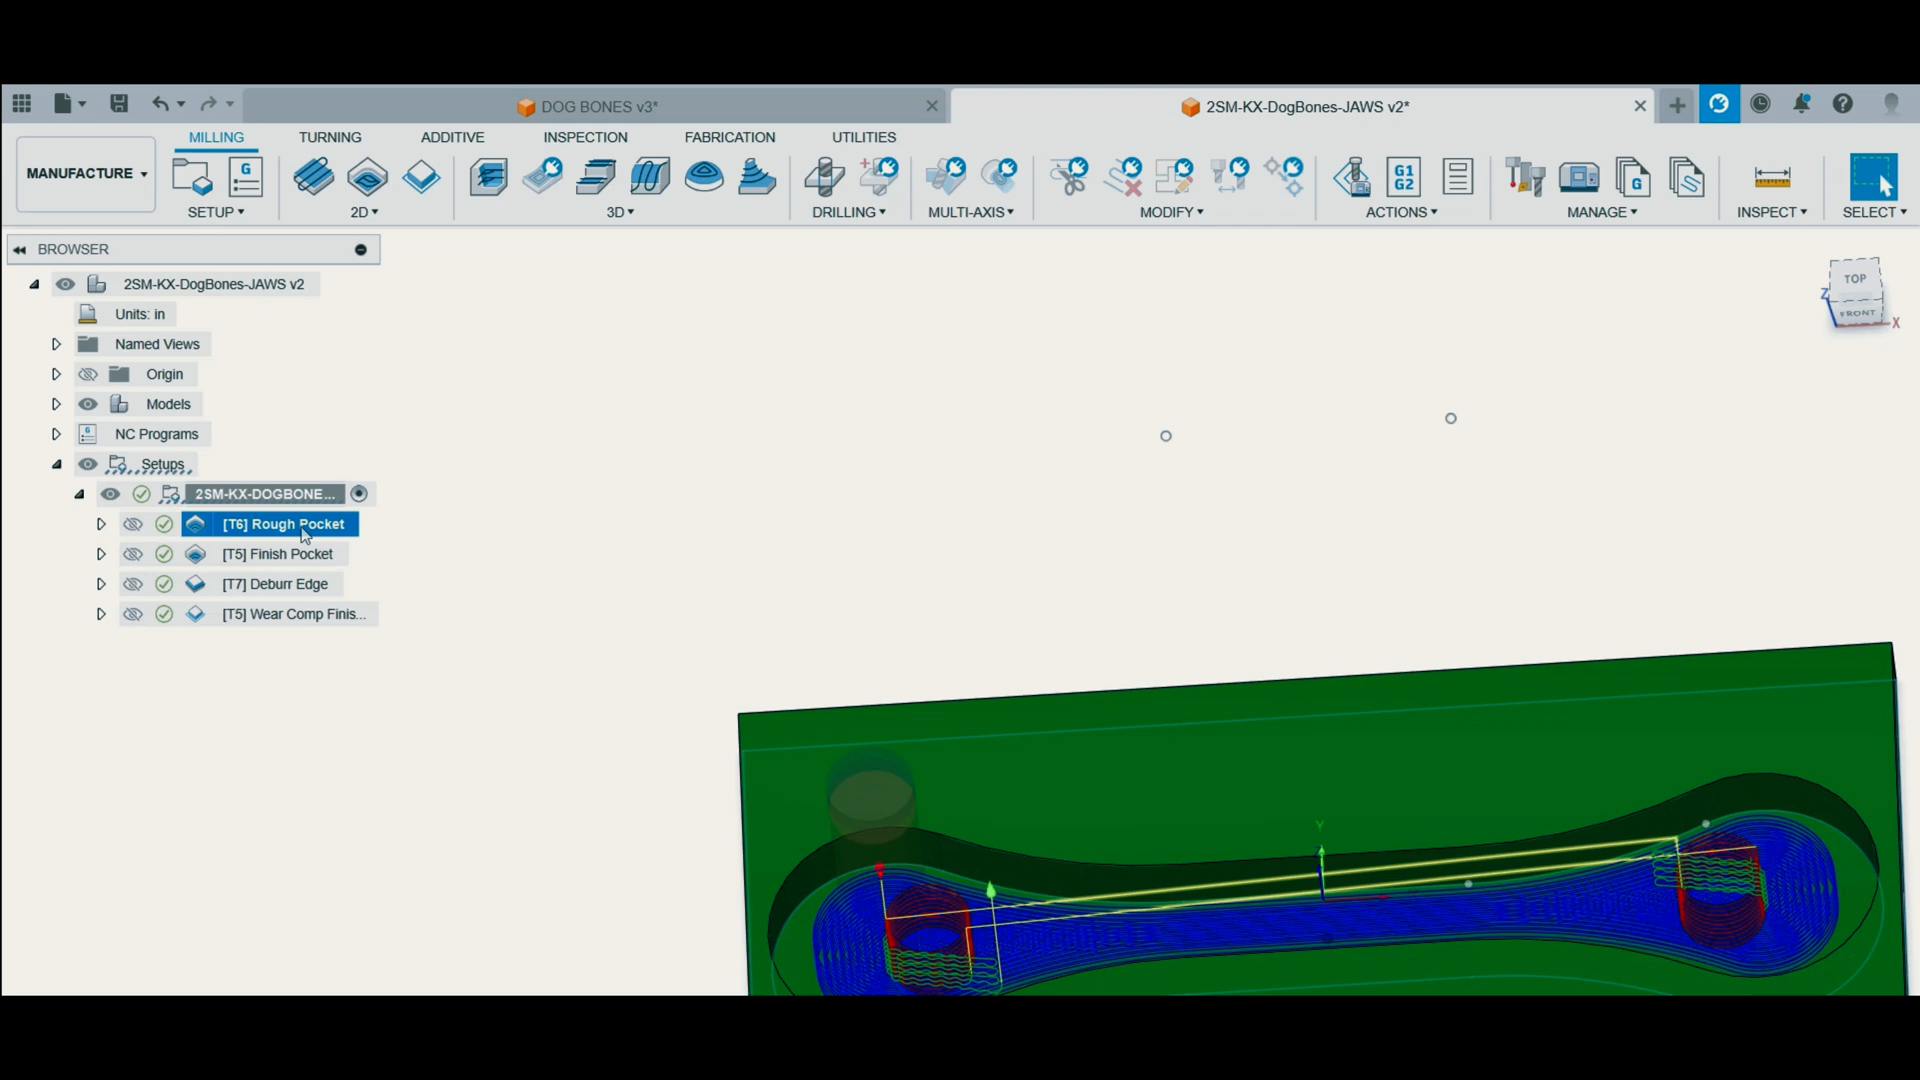 DOG BONES v3*
2SM-KX-DogBones-JAWS v2*
MANUFACTURE
MILLING
TURNING
ADDITIVE
INSPECTION
FABRICATION
UTILITIES
G
G1
G2
G
SETUP
2D
3D
DRILLING
MULTI-AXIS
MODIFY
ACTIONS
MANAGE
INSPECT
SELECT
BROWSER
2SM-KX-DogBones-JAWS v2
Units: in
Named Views
Origin
Models
NC Programs
Setups
2SM-KX-DOGBONE...
[T6] Rough Pocket
[T5] Finish Pocket
[T7] Deburr Edge
[T5] Wear Comp Finis...
TOP
Z
FRONT
X
Y